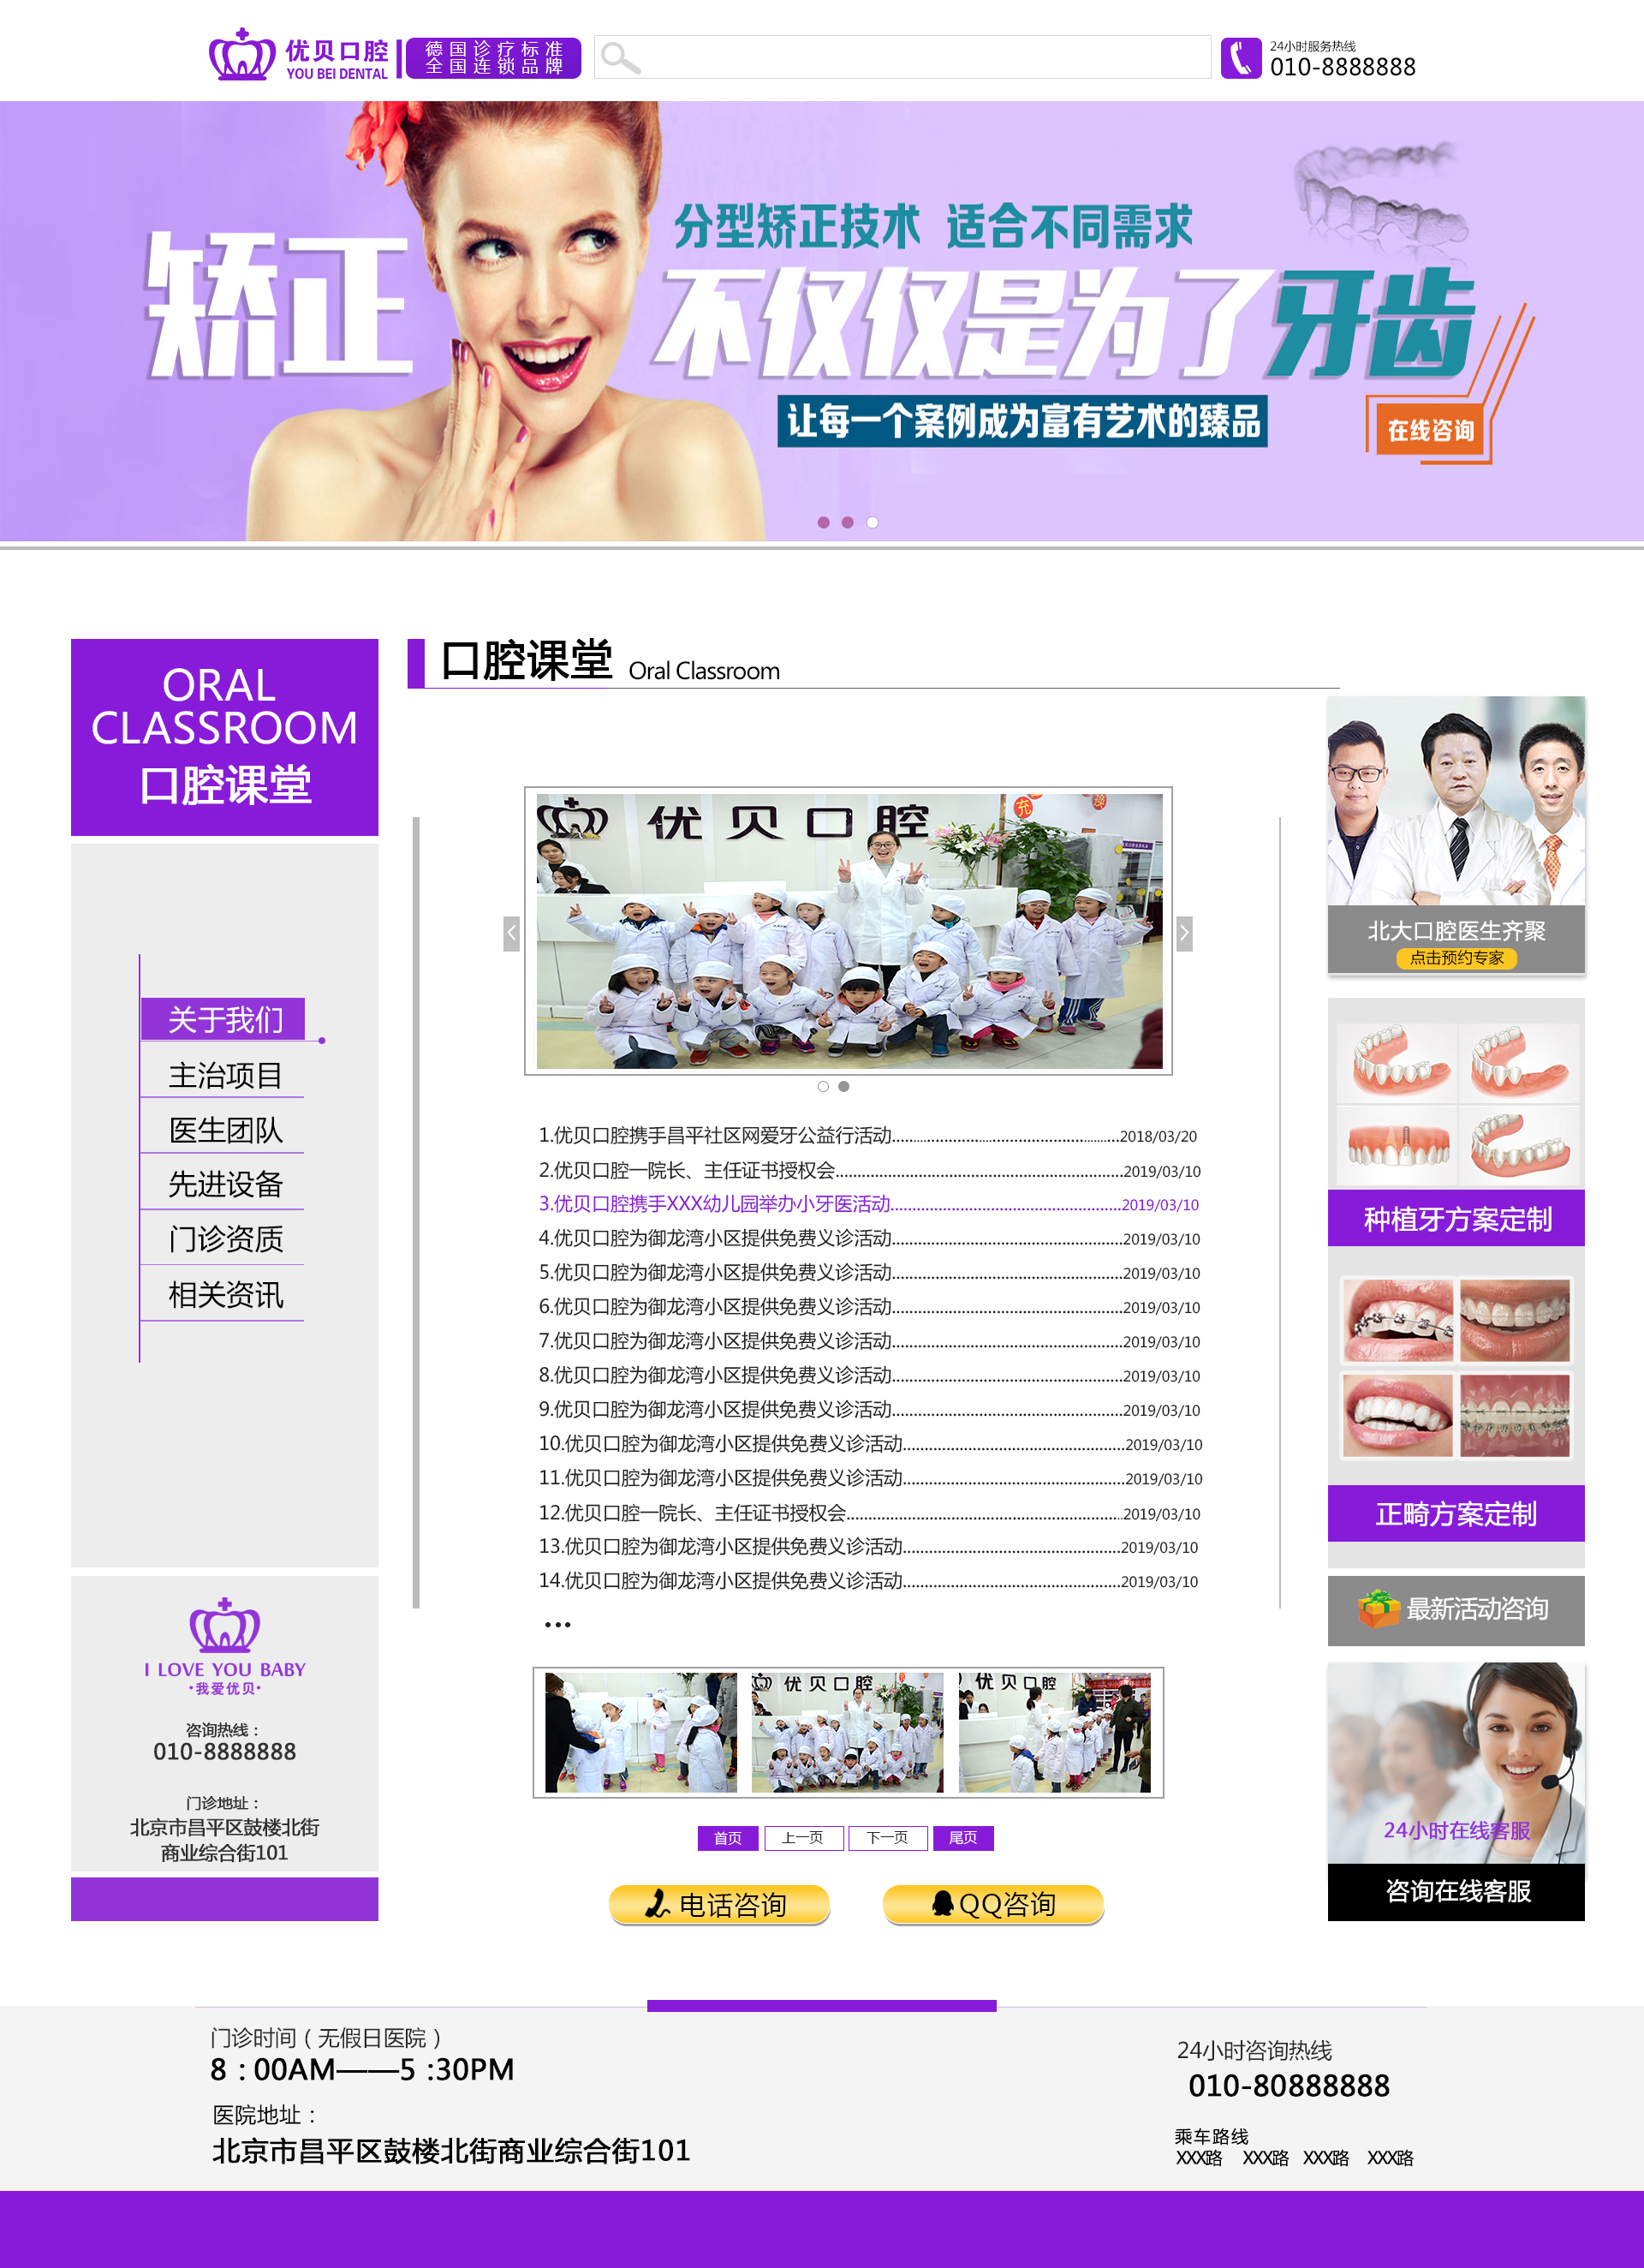 优贝口腔
YOU BEI DENTAL
德国诊疗标准
全国连锁品牌
24小时服务热线
010-8888888
矫正
分型矫正技术 适合不同需求
不仅仅是为了牙齿
让每一个案例成为富有艺术的臻品
在线咨询
ORAL
CLASSROOM
口腔课堂
关于我们
主治项目
医生团队
先进设备
门诊资质
相关资讯
I LOVE YOU BABY
·我爱优贝·
咨询热线：
010-8888888
门诊地址：
北京市昌平区鼓楼北街
商业综合街101
口腔课堂 Oral Classroom
优贝口腔
1.优贝口腔携手昌平社区网爱牙公益行活动......................................................2018/03/20
2.优贝口腔一院长、主任证书授权会..................................................................2019/03/10
3.优贝口腔携手XXX幼儿园举办小牙医活动.....................................................2019/03/10
4.优贝口腔为御龙湾小区提供免费义诊活动.....................................................2019/03/10
5.优贝口腔为御龙湾小区提供免费义诊活动.....................................................2019/03/10
6.优贝口腔为御龙湾小区提供免费义诊活动.....................................................2019/03/10
7.优贝口腔为御龙湾小区提供免费义诊活动.....................................................2019/03/10
8.优贝口腔为御龙湾小区提供免费义诊活动.....................................................2019/03/10
9.优贝口腔为御龙湾小区提供免费义诊活动.....................................................2019/03/10
10.优贝口腔为御龙湾小区提供免费义诊活动...................................................2019/03/10
11.优贝口腔为御龙湾小区提供免费义诊活动...................................................2019/03/10
12.优贝口腔一院长、主任证书授权会...............................................................2019/03/10
13.优贝口腔为御龙湾小区提供免费义诊活动..................................................2019/03/10
14.优贝口腔为御龙湾小区提供免费义诊活动..................................................2019/03/10
...
优贝口腔
优贝口腔
首页 上一页 下一页 尾页
电话咨询 QQ咨询
北大口腔医生齐聚
点击预约专家
种植牙方案定制
正畸方案定制
最新活动咨询
24小时在线客服
咨询在线客服
门诊时间（无假日医院）
8：00AM——5：30PM
医院地址：
北京市昌平区鼓楼北街商业综合街101
24小时咨询热线
010-80888888
乘车路线
XXX路 XXX路 XXX路 XXX路